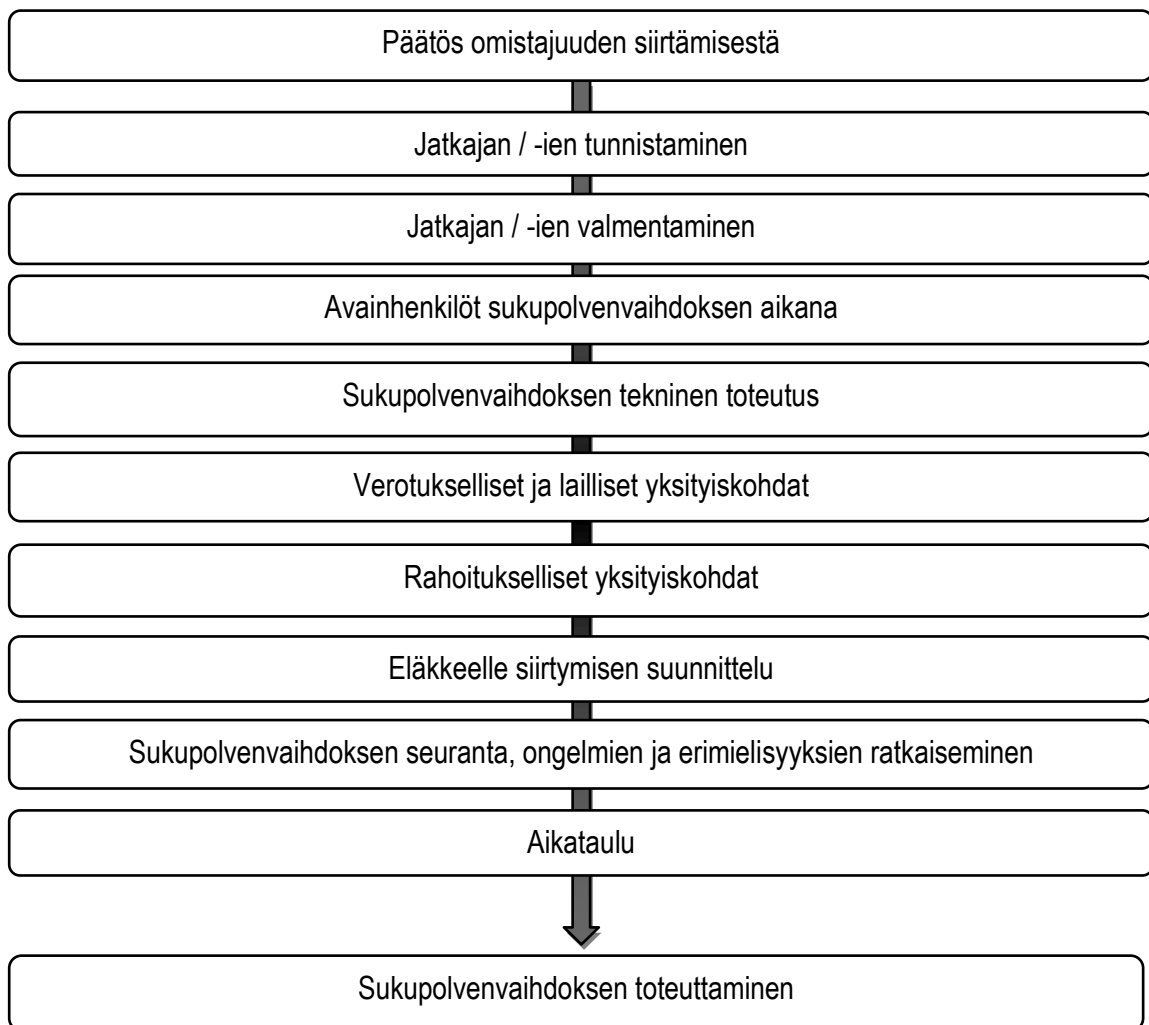 Päätös omistajuuden siirtämisestä
Jatkajan / -ien tunnistaminen
Jatkajan / -ien valmentaminen
Avainhenkilöt sukupolvenvaihdoksen aikana
Sukupolvenvaihdoksen tekninen toteutus
Verotukselliset ja lailliset yksityiskohdat
Rahoitukselliset yksityiskohdat
Eläkkeelle siirtymisen suunnittelu
Sukupolvenvaihdoksen seuranta, ongelmien ja erimielisyyksien ratkaiseminen
Aikataulu
Sukupolvenvaihdoksen toteuttaminen